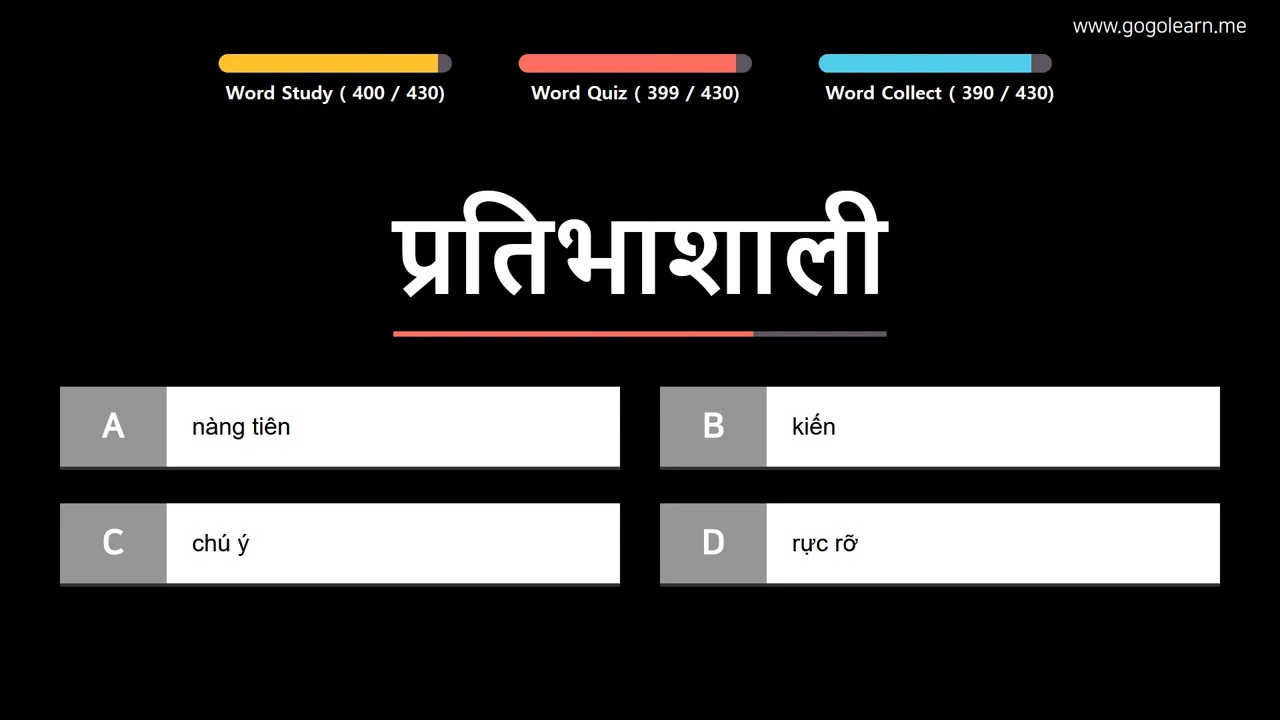 www.gogolearn.me
Word Study ( 400 / 430)
Word Quiz ( 399 / 430)
Word Collect ( 390 / 430)
प्रतिभाशाली
A nàng tiên
B kiến
C chú ý
D rực rỡ